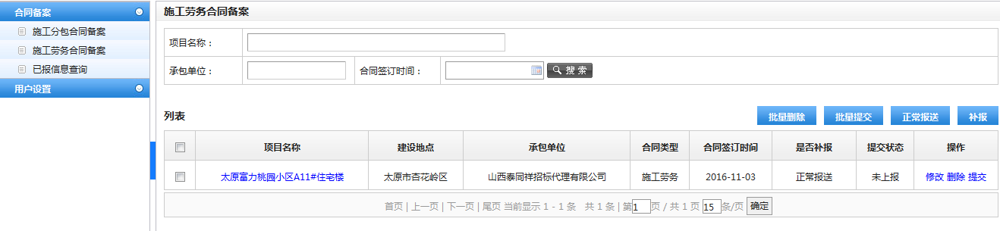 合同备案
施工分包合同备案
施工劳务合同备案
已报信息查询
用户设置
施工劳务合同备案
项目名称：
承包单位： 合同签订时间： 搜 索
列表 批量删除 批量提交 正常报送 补报
项目名称 建设地点 承包单位 合同类型 合同签订时间 是否补报 提交状态 操作
太原富力桃园小区A11#住宅楼 太原市杏花岭区 山西泰同祥招标代理有限公司 施工劳务 2016-11-03 正常报送 未上报 修改 删除 提交
首页 | 上一页 | 下一页 | 尾页 当前显示 1 - 1 条 共 1 条 | 第1页 / 共 1 页 15条/页 确定